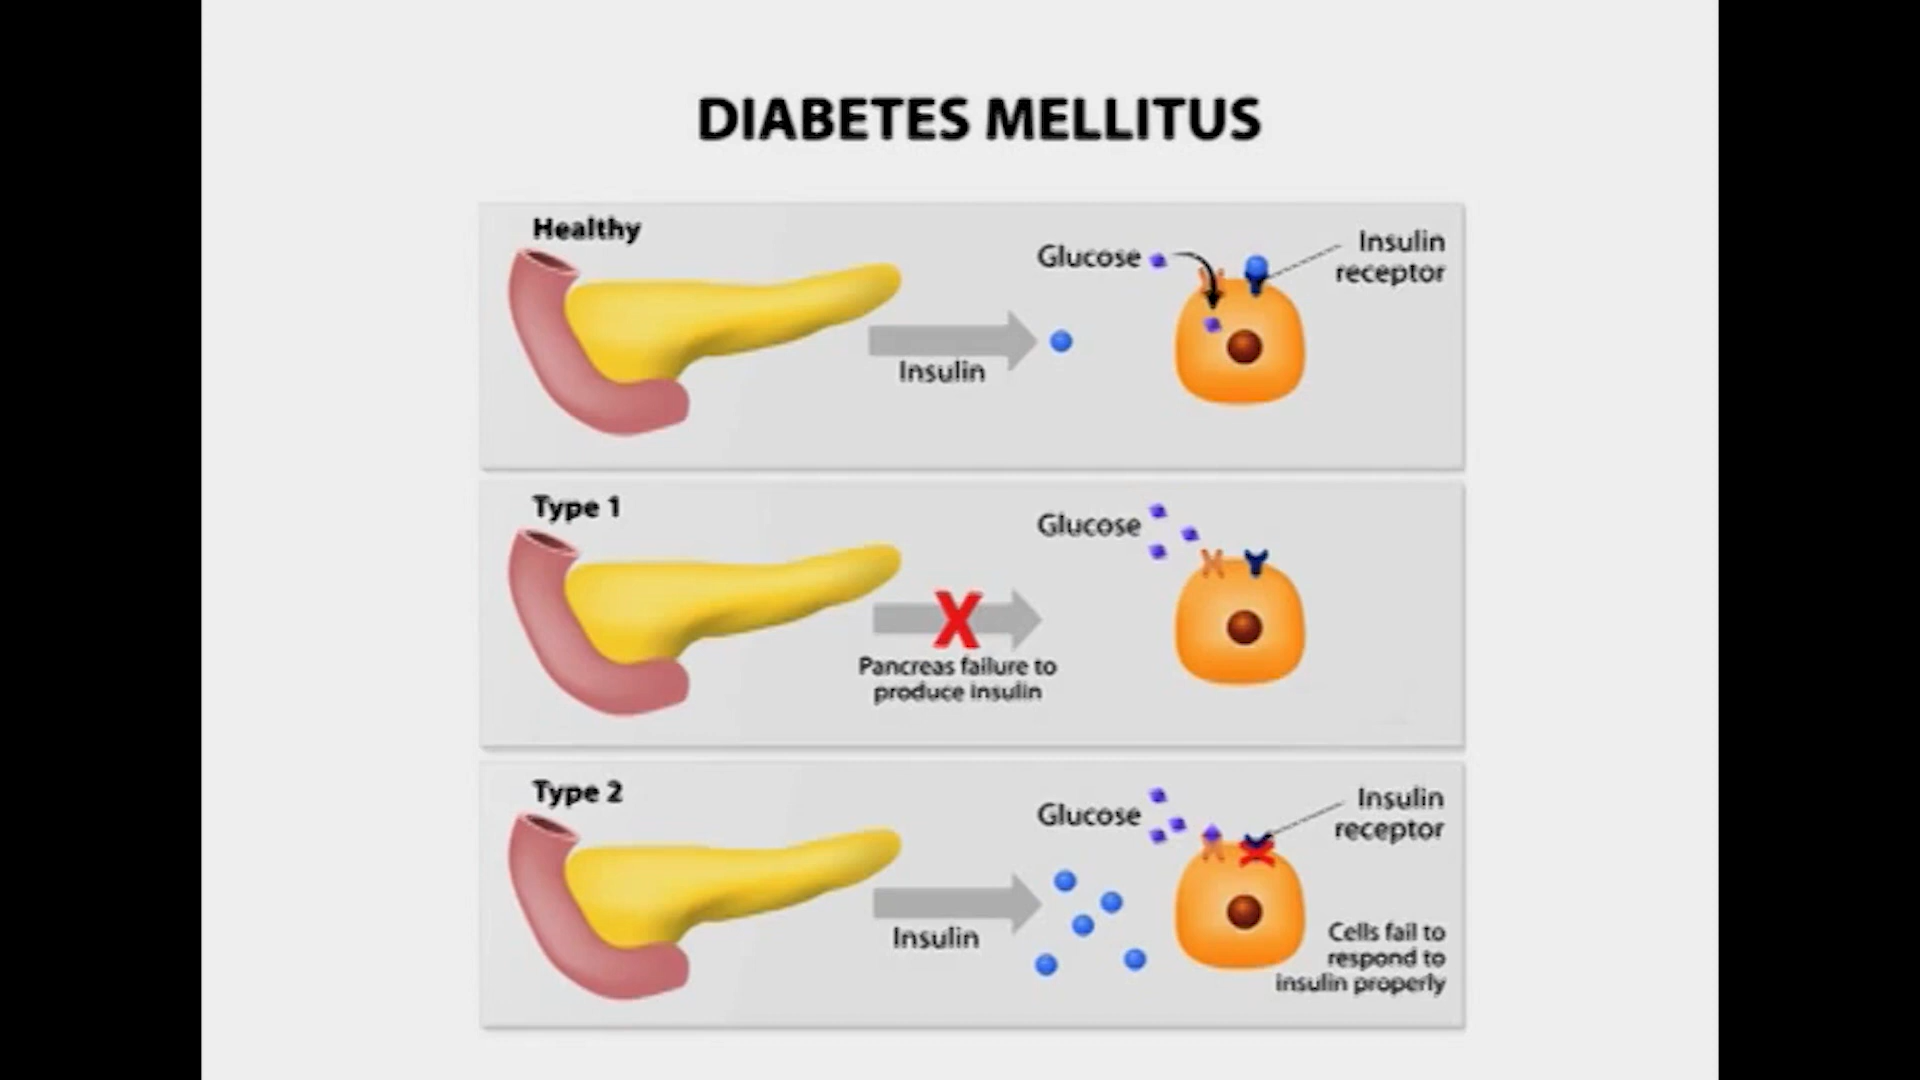 DIABETES MELLITUS
Healthy
Glucose
Insulin
receptor
Insulin
Type 1
Glucose
Pancreas failure to
produce insulin
Type 2
Glucose
Insulin
receptor
Insulin
Cells fail to
respond to
insulin properly